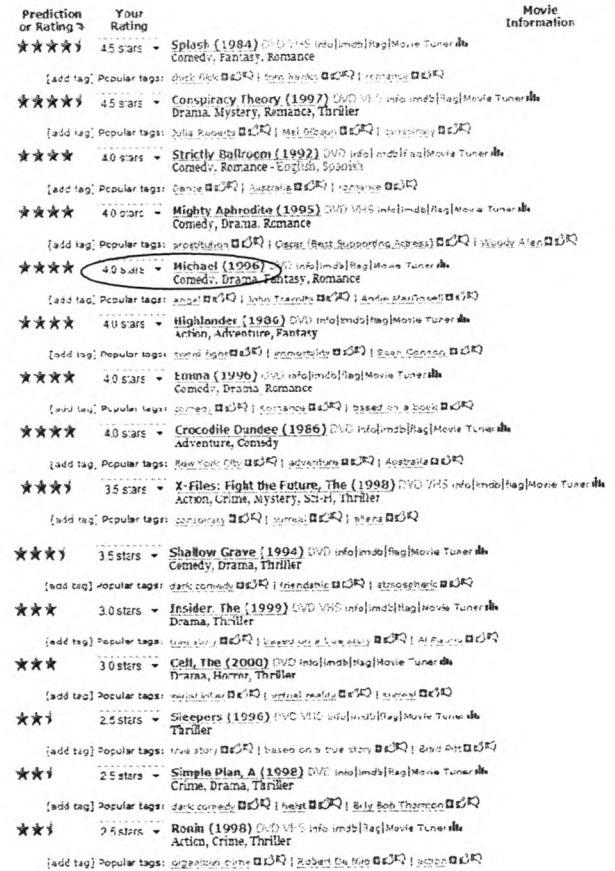 Prediction or Rating Your Rating Movie Information
4.5 stars Splash (1984) DVD VHS info|imdb|flag|Movie Tuner
Comedy, Fantasy, Romance
[add tag] Popular tags: chick flick | tom hanks | romance
4.5 stars Conspiracy Theory (1997) DVD VHS info imdb|flag|Movie Tuner
Drama, Mystery, Romance, Thriller
[add tag] Popular tags: Julia Roberts | Mel Gibson | conspiracy
4.0 stars Strictly Ballroom (1992) DVD info|imdb|flag|Movie Tuner
Comedy, Romance - English, Spanish
[add tag] Popular tags: Dance | Australia | romance
4.0 stars Mighty Aphrodite (1995) DVD VHS info|imdb|flag|Movie Tuner
Comedy, Drama, Romance
[add tag] Popular tags: prostitution | Oscar (Best Supporting Actress) | Woody Allen
4.0 stars Michael (1996) DVD info|imdb|flag|Movie Tuner
Comedy, Drama, Fantasy, Romance
[add tag] Popular tags: angel | John Travolta | Andie MacDowell
4.0 stars Highlander (1986) DVD info|imdb|flag|Movie Tuner
Action, Adventure, Fantasy
[add tag] Popular tags: sword fight | immortality | Sean Connery
4.0 stars Emma (1996) DVD VHS info|imdb|flag|Movie Tuner
Comedy, Drama, Romance
[add tag] Popular tags: comedy | romance | based on a book
4.0 stars Crocodile Dundee (1986) DVD info|imdb|flag|Movie Tuner
Adventure, Comedy
[add tag] Popular tags: New York City | adventure | Australia
3.5 stars X-Files: Fight the Future, The (1998) DVD VHS info|imdb|flag|Movie Tuner
Action, Crime, Mystery, Sci-Fi, Thriller
[add tag] Popular tags: conspiracy | surreal | aliens
3.5 stars Shallow Grave (1994) DVD info|imdb|flag|Movie Tuner
Comedy, Drama, Thriller
[add tag] Popular tags: dark comedy | friendship | atmospheric
3.0 stars Insider, The (1999) DVD VHS info|imdb|flag|Movie Tuner
Drama, Thriller
[add tag] Popular tags: true story | based on a true story | Al Pacino
3.0 stars Cell, The (2000) DVD info|imdb|flag|Movie Tuner
Drama, Horror, Thriller
[add tag] Popular tags: serial killer | virtual reality | surreal
2.5 stars Sleepers (1996) DVD VHS info|imdb|flag|Movie Tuner
Thriller
[add tag] Popular tags: true story | based on a true story | Brad Pitt
2.5 stars Simple Plan, A (1998) DVD info|imdb|flag|Movie Tuner
Crime, Drama, Thriller
[add tag] Popular tags: dark comedy | heist | Billy Bob Thornton
2.5 stars Ronin (1998) DVD VHS info imdb|flag|Movie Tuner
Action, Crime, Thriller
[add tag] Popular tags: organized crime | Robert De Niro | action